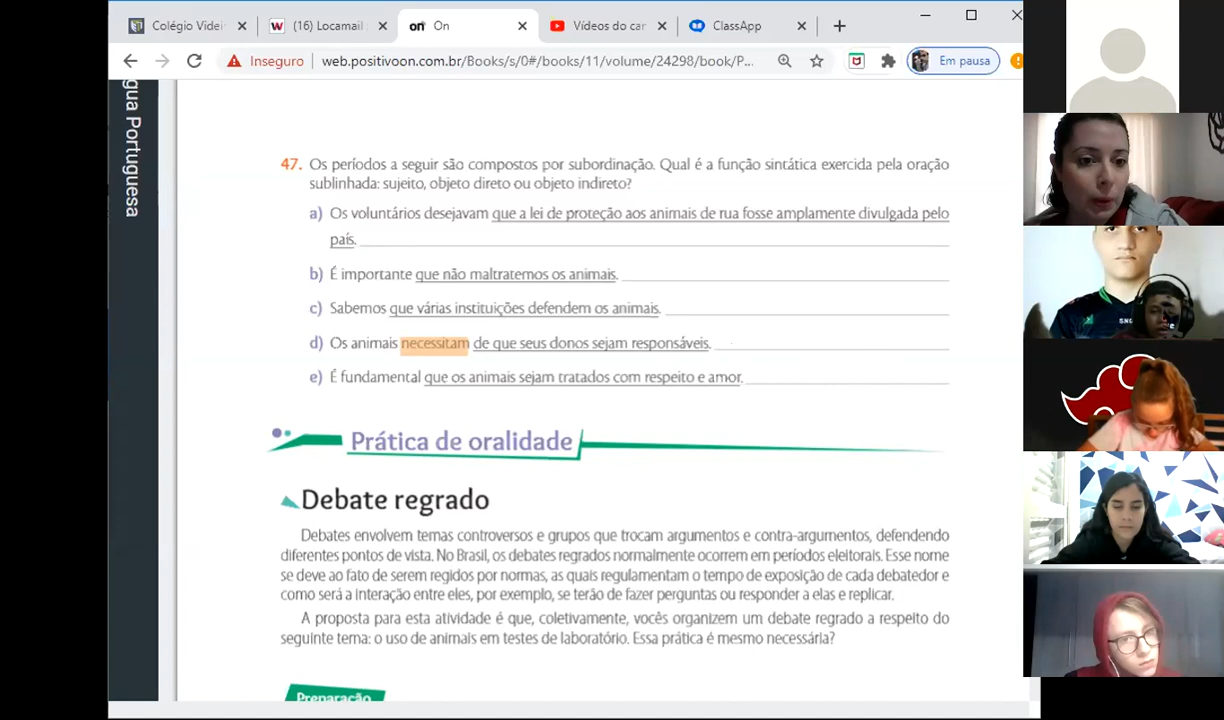 Colégio Videi
(16) Locamail
on
On
Vídeos do car
ClassApp
Inseguro
web.positivoon.com.br/Books/s/0#/books/11/volume/24298/book/P...
Em pausa
gua Portuguesa
47. Os períodos a seguir são compostos por subordinação. Qual é a função sintática exercida pela oração
sublinhada: sujeito, objeto direto ou objeto indireto?
a) Os voluntários desejavam que a lei de proteção aos animais de rua fosse amplamente divulgada pelo
país.
b) É importante que não maltratemos os animais.
c) Sabemos que várias instituições defendem os animais.
d) Os animais necessitam de que seus donos sejam responsáveis.
e) É fundamental que os animais sejam tratados com respeito e amor.
Prática de oralidade
Debate regrado
Debates envolvem temas controversos e grupos que trocam argumentos e contra-argumentos, defendendo
diferentes pontos de vista. No Brasil, os debates regrados normalmente ocorrem em períodos eleitorais. Esse nome
se deve ao fato de serem regidos por normas, as quais regulamentam o tempo de exposição de cada debatedor e
como será a interação entre eles, por exemplo, se terão de fazer perguntas ou responder a elas e replicar.
A proposta para esta atividade é que, coletivamente, vocês organizem um debate regrado a respeito do
seguinte tema: o uso de animais em testes de laboratório. Essa prática é mesmo necessária?
Preparação